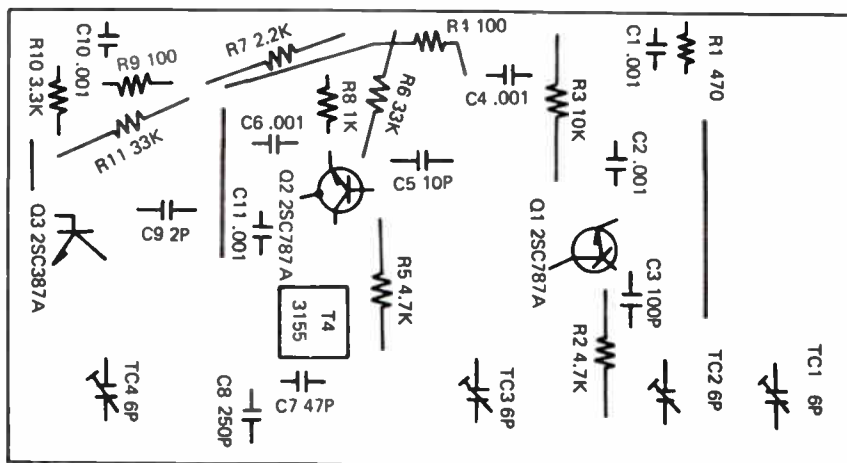 C10 .001
R10 3.3K
R9 100
R7 2.2K
R1 100
R11 33K
C6 .001
R8 1K
R6 33K
C4 .001
R3 10K
C1 .001
R1 470
C2 .001
C5 10P
Q3 2SC387A
C9 2P
C11 .001
Q2 2SC787A
R5 4.7K
Q1 2SC787A
C3 100P
R2 4.7K
T4
3155
TC4 6P
C8 250P
C7 47P
TC3 6P
TC2 6P
TC1 6P